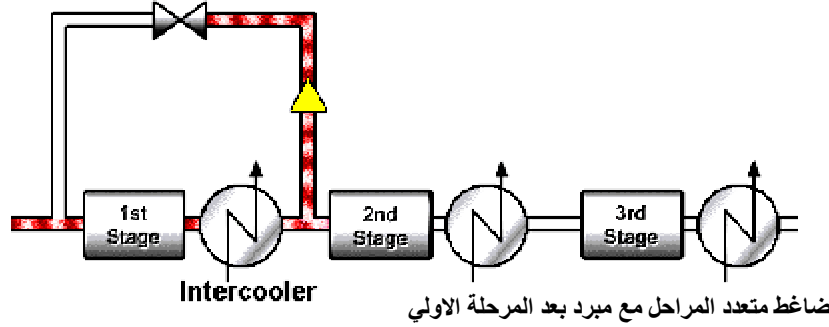 1st
Stage
2nd
Stage
3rd
Stage
Intercooler
ضاغط متعدد المراحل مع مبرد بعد المرحلة الاولي